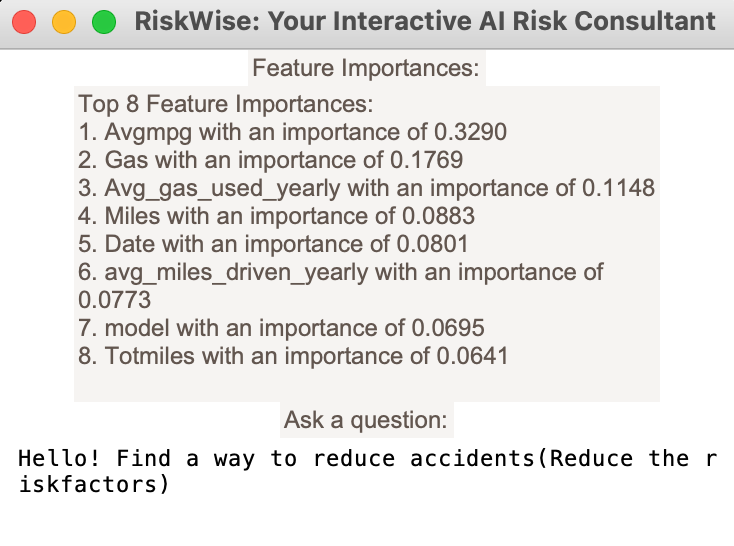 RiskWise: Your Interactive AI Risk Consultant
Feature Importances:
Top 8 Feature Importances:
1. Avgmpg with an importance of 0.3290
2. Gas with an importance of 0.1769
3. Avg_gas_used_yearly with an importance of 0.1148
4. Miles with an importance of 0.0883
5. Date with an importance of 0.0801
6. avg_miles_driven_yearly with an importance of
0.0773
7. model with an importance of 0.0695
8. Totmiles with an importance of 0.0641
Ask a question:
Hello! Find a way to reduce accidents(Reduce the r
iskfactors)